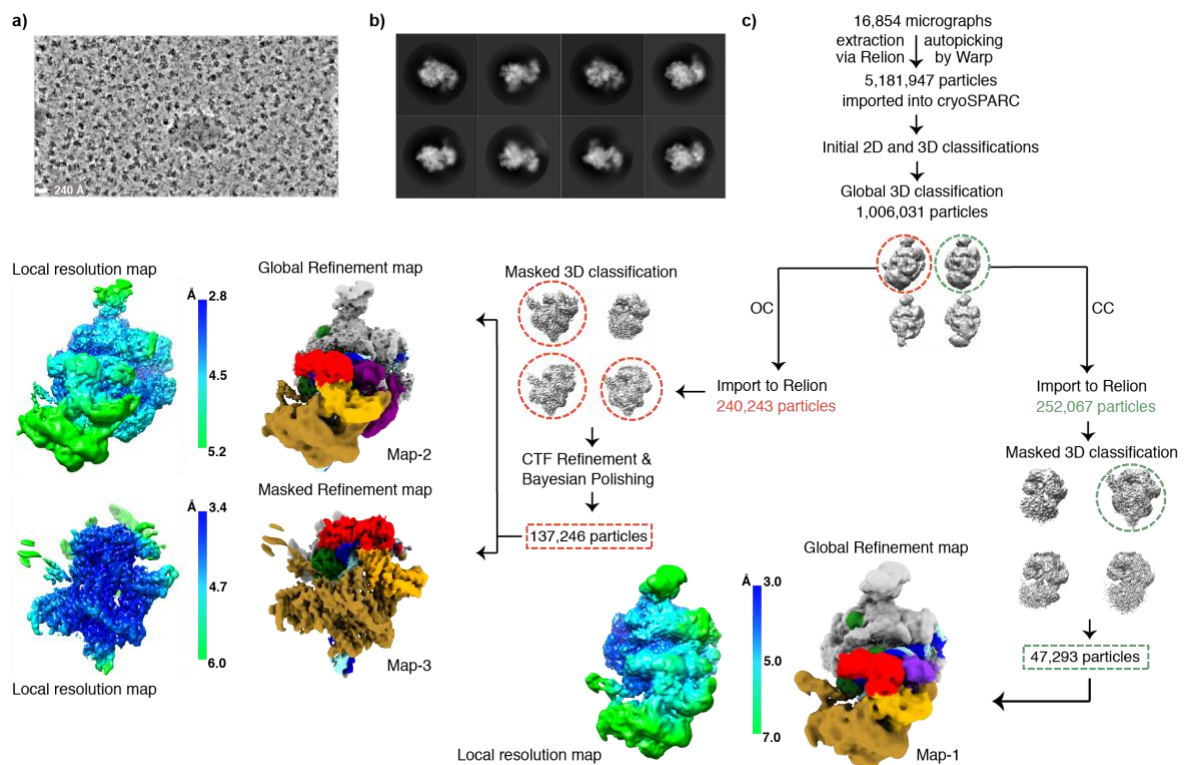 a)
240 Å
b)
c)
16,854 micrographs
extraction autopicking
via Relion by Warp
5,181,947 particles
imported into cryoSPARC
Initial 2D and 3D classifications
Global 3D classification
1,006,031 particles
OC
CC
Import to Relion
240,243 particles
Import to Relion
252,067 particles
Masked 3D classification
CTF Refinement &
Bayesian Polishing
137,246 particles
Local resolution map
Å
2.8
4.5
5.2
Global Refinement map
Map-2
Masked Refinement map
Map-3
Å
3.4
4.7
6.0
Local resolution map
Masked 3D classification
47,293 particles
Global Refinement map
Å
3.0
5.0
7.0
Map-1
Local resolution map